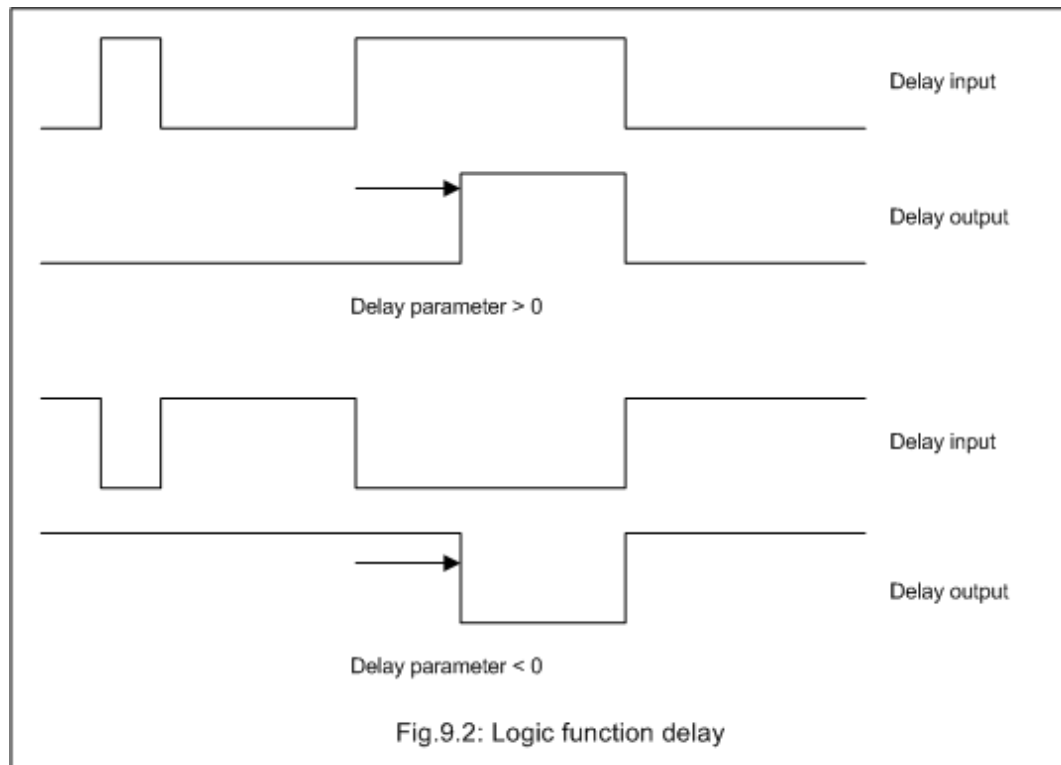 Delay input
Delay output
Delay parameter > 0
Delay input
Delay output
Delay parameter < 0
Fig.9.2: Logic function delay